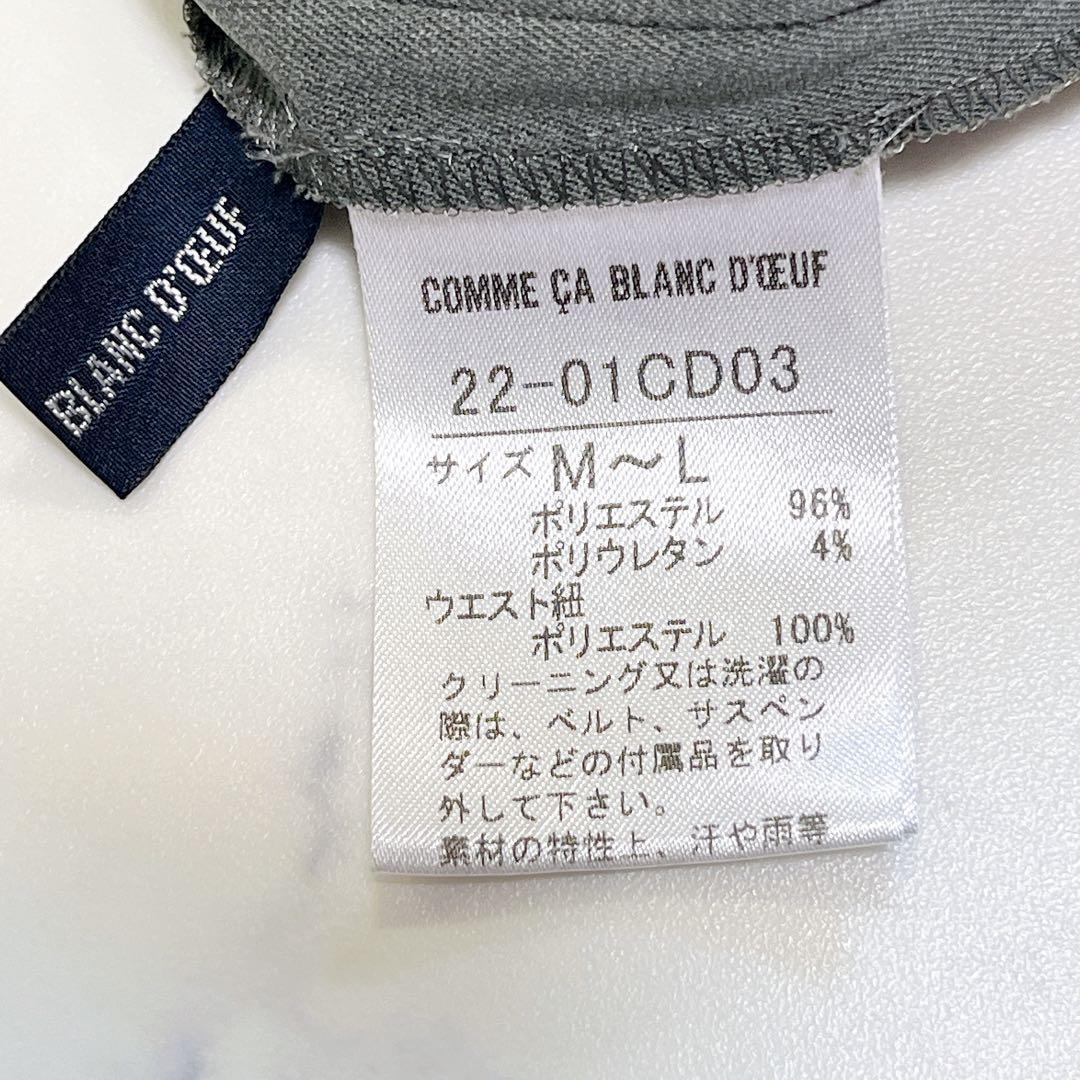 BLANC D'ŒUF
COMME ÇA BLANC D'ŒUF
22-01CD03
サイズ M～L
ポリエステル 96%
ポリウレタン 4%
ウエスト紐
ポリエステル 100%
クリーニング又は洗濯の
際は、ベルト、サスペン
ダーなどの付属品を取り
外して下さい。
素材の特性上、汗や雨等